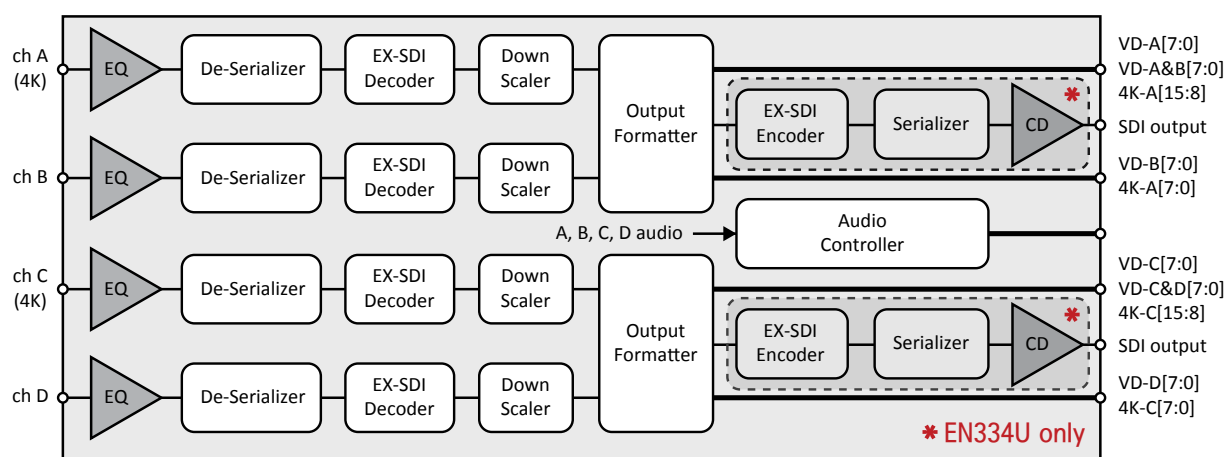 ch A
(4K)
EQ
De-Serializer
EX-SDI
Decoder
Down
Scaler
Output
Formatter
VD-A[7:0]
VD-A&B[7:0]
4K-A[15:8]
*
EX-SDI
Encoder
Serializer
CD
SDI output
ch B
EQ
De-Serializer
EX-SDI
Decoder
Down
Scaler
VD-B[7:0]
4K-A[7:0]
A, B, C, D audio
Audio
Controller
ch C
(4K)
EQ
De-Serializer
EX-SDI
Decoder
Down
Scaler
Output
Formatter
VD-C[7:0]
VD-C&D[7:0]
4K-C[15:8]
*
EX-SDI
Encoder
Serializer
CD
SDI output
ch D
EQ
De-Serializer
EX-SDI
Decoder
Down
Scaler
VD-D[7:0]
4K-C[7:0]
* EN334U only